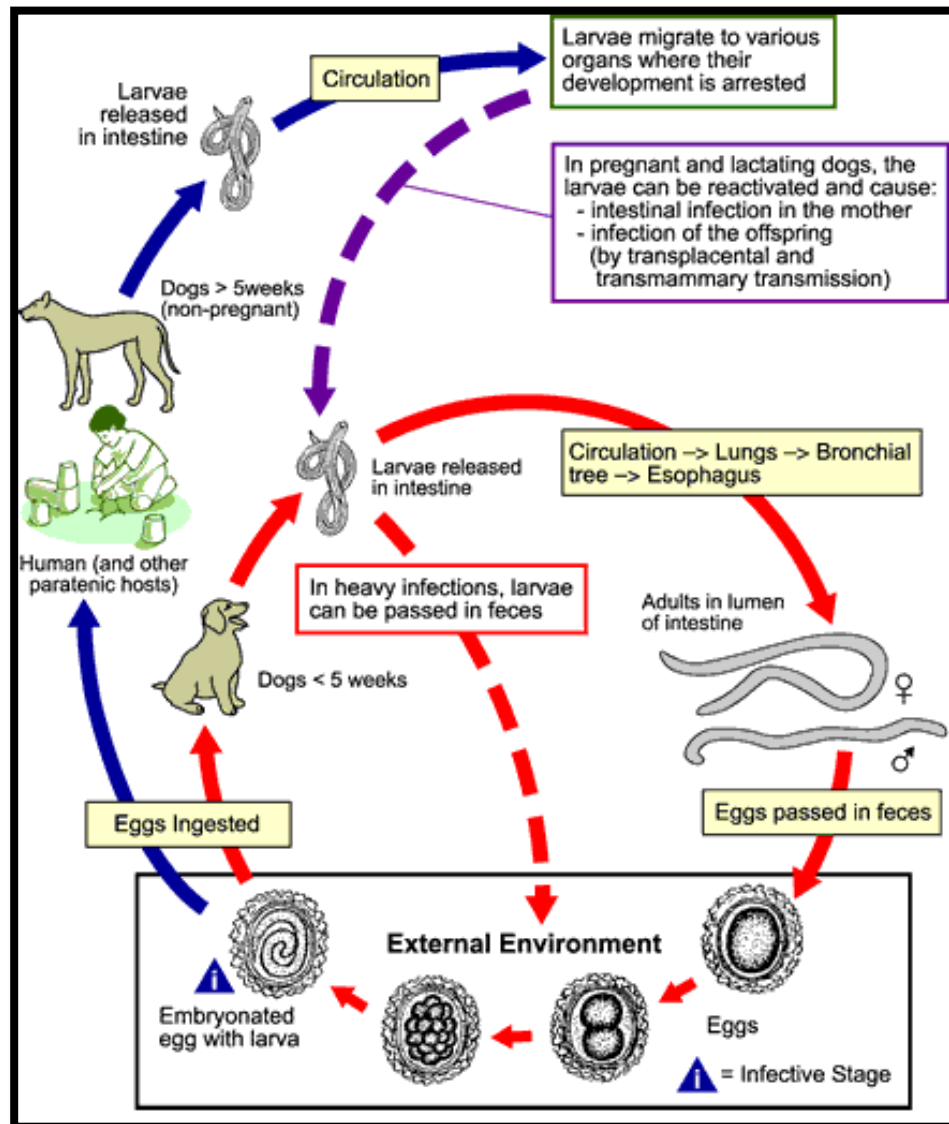 Larvae migrate to various
organs where their
development is arrested
Circulation
Larvae
released
in intestine
In pregnant and lactating dogs, the
larvae can be reactivated and cause:
- intestinal infection in the mother
- infection of the offspring
(by transplacental and
transmammary transmission)
Dogs > 5weeks
(non-pregnant)
Circulation –> Lungs –> Bronchial
tree –> Esophagus
Larvae released
in intestine
Human (and other
paratenic hosts)
In heavy infections, larvae
can be passed in feces
Adults in lumen
of intestine
♀
♂
Dogs < 5 weeks
Eggs Ingested
Eggs passed in feces
External Environment
i
Embryonated
egg with larva
Eggs
i = Infective Stage